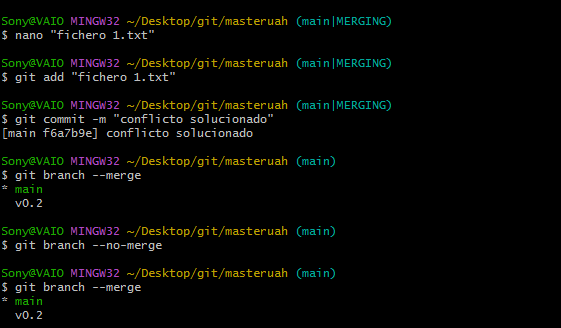 Sony@VAIO MINGW32 ~/Desktop/git/masteruah (main|MERGING)
$ nano "fichero 1.txt"
Sony@VAIO MINGW32 ~/Desktop/git/masteruah (main|MERGING)
$ git add "fichero 1.txt"
Sony@VAIO MINGW32 ~/Desktop/git/masteruah (main|MERGING)
$ git commit -m "conflicto solucionado"
[main f6a7b9e] conflicto solucionado
Sony@VAIO MINGW32 ~/Desktop/git/masteruah (main)
$ git branch --merge
* main
v0.2
Sony@VAIO MINGW32 ~/Desktop/git/masteruah (main)
$ git branch --no-merge
Sony@VAIO MINGW32 ~/Desktop/git/masteruah (main)
$ git branch --merge
* main
v0.2